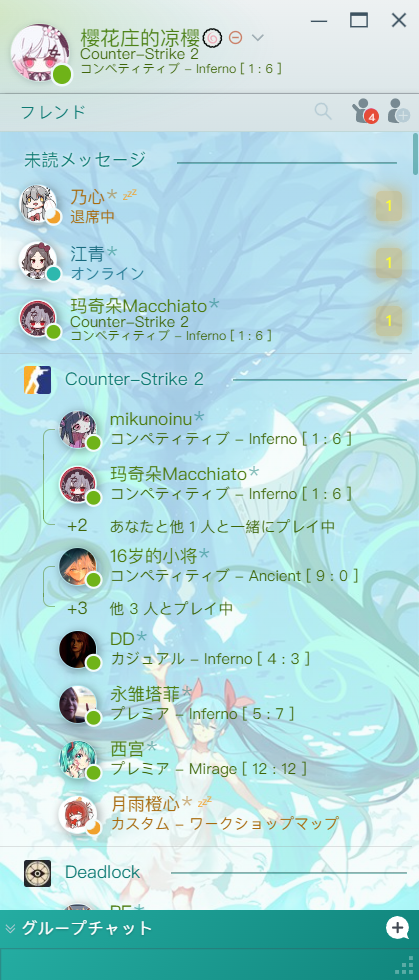 櫻花庄的凉櫻
Counter-Strike 2
コンペティティブ - Inferno [ 1 : 6 ]
フレンド
4
未読メッセージ
乃心* zzZ
退席中
1
江青*
オンライン
1
玛奇朵Macchiato*
Counter-Strike 2
コンペティティブ - Inferno [ 1 : 6 ]
1
Counter-Strike 2
mikunoinu*
コンペティティブ - Inferno [ 1 : 6 ]
玛奇朵Macchiato*
コンペティティブ - Inferno [ 1 : 6 ]
+2 あなたと他 1 人と一緒にプレイ中
16岁的小将*
コンペティティブ - Ancient [ 9 : 0 ]
+3 他 3 人とプレイ中
DD*
カジュアル - Inferno [ 4 : 3 ]
永雏塔菲*
プレミア - Inferno [ 5 : 7 ]
西宫*
プレミア - Mirage [ 12 : 12 ]
月雨橙心* zzZ
カスタム - ワークショップマップ
Deadlock
グループチャット